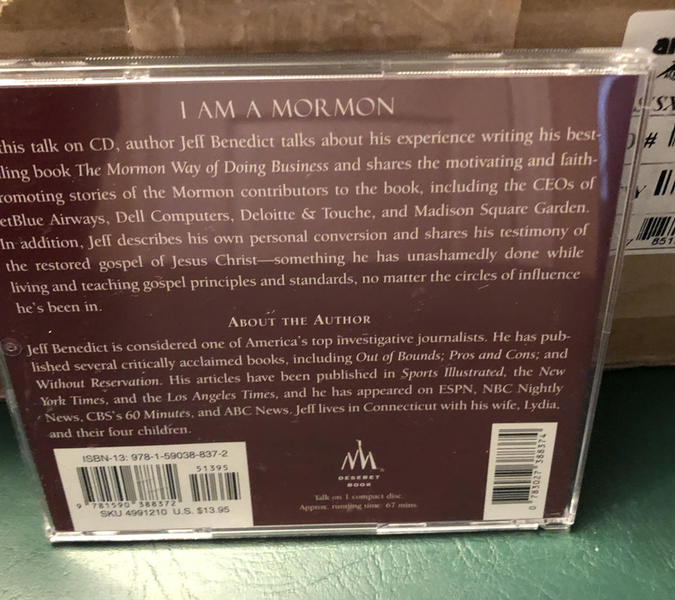 I AM A MORMON
this talk on CD, author Jeff Benedict talks about his experience writing his best-
ling book The Mormon Way of Doing Business and shares the motivating and faith-
romoting stories of the Mormon contributors to the book, including the CEOs of
etBlue Airways, Dell Computers, Deloitte & Touche, and Madison Square Garden.
In addition, Jeff describes his own personal conversion and shares his testimony of
the restored gospel of Jesus Christ—something he has unashamedly done while
living and teaching gospel principles and standards, no matter the circles of influence
he's been in.
ABOUT THE AUTHOR
Jeff Benedict is considered one of America's top investigative journalists. He has pub-
lished several critically acclaimed books, including Out of Bounds; Pros and Cons; and
Without Reservation. His articles have been published in Sports Illustrated, the New
York Times, and the Los Angeles Times, and he has appeared on ESPN, NBC Nightly
News, CBS's 60 Minutes, and ABC News. Jeff lives in Connecticut with his wife, Lydia,
and their four children.
ISBN-13: 978-1-59038-837-2
51395
9 781590 388372
SKU 4991210 U.S. $13.95
DESERET
BOOK
Talk on 1 compact disc.
Approx. running time: 67 mins.
0 783027 388374